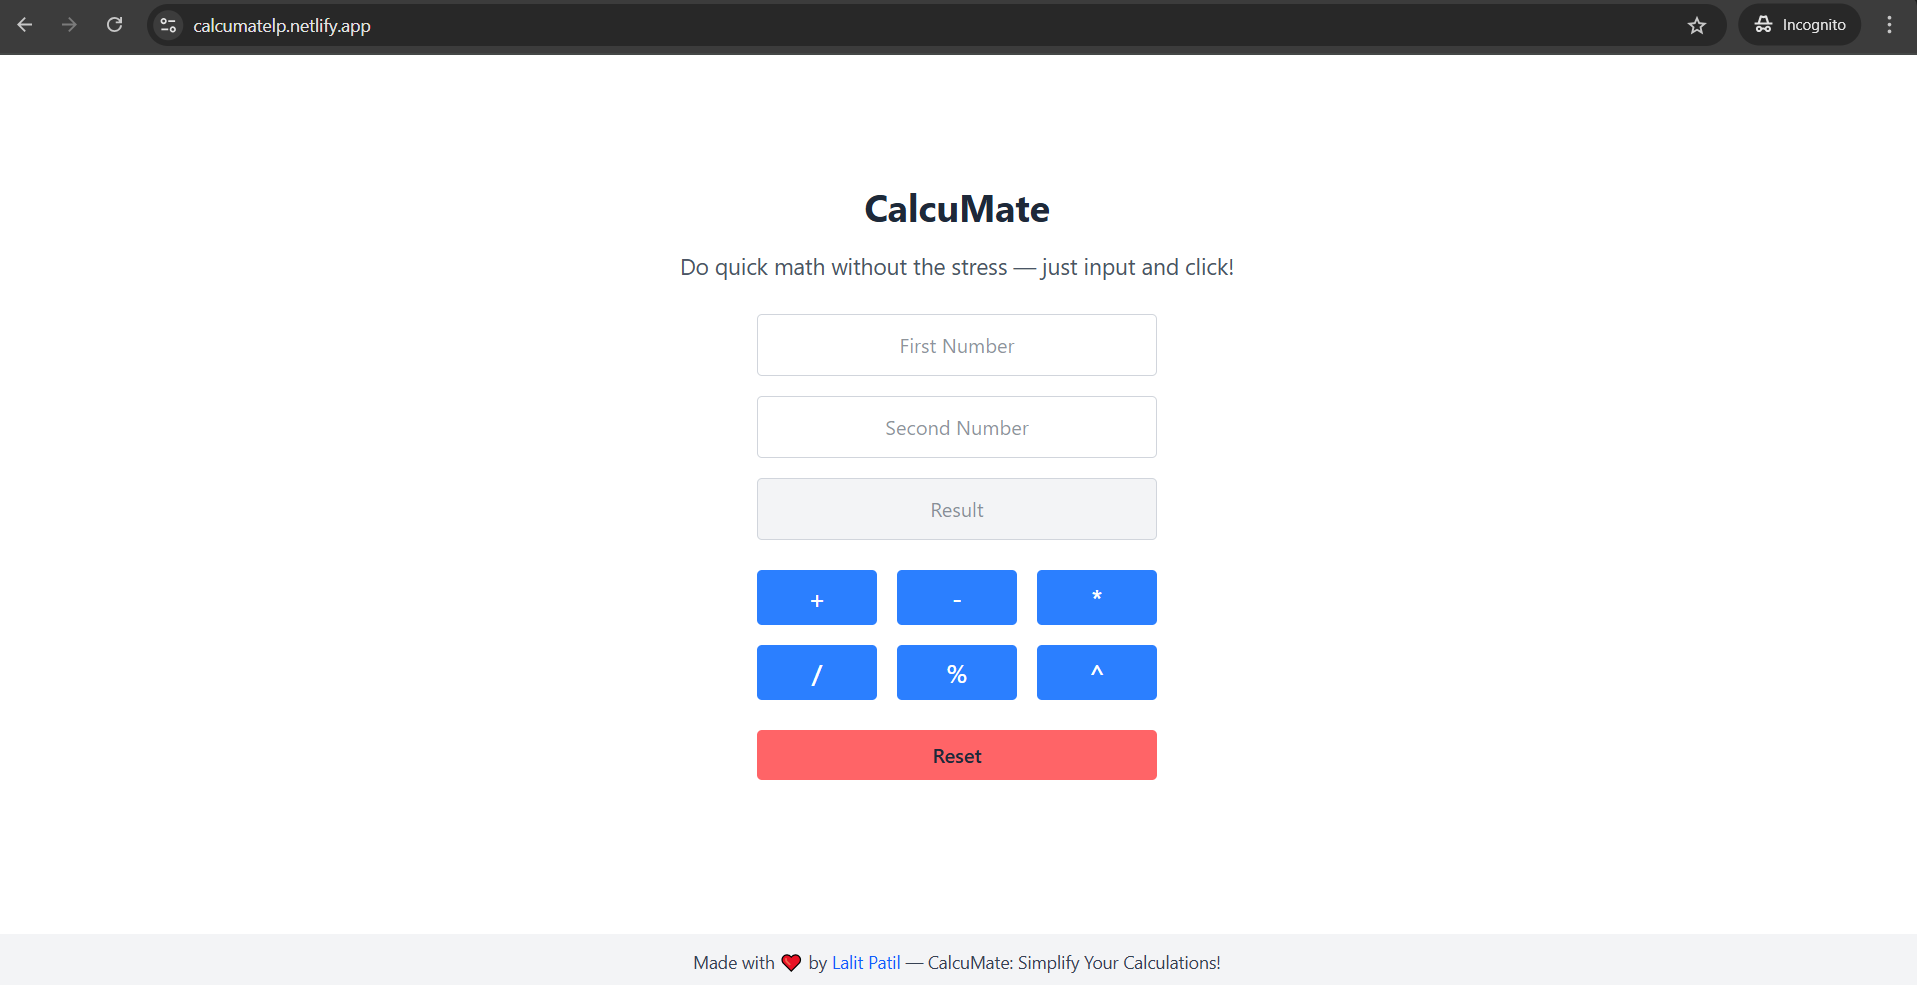 calcumatelp.netlify.app
Incognito
CalcuMate
Do quick math without the stress — just input and click!
First Number
Second Number
Result
+ - *
/ % ^
Reset
Made with ❤️ by Lalit Patil — CalcuMate: Simplify Your Calculations!